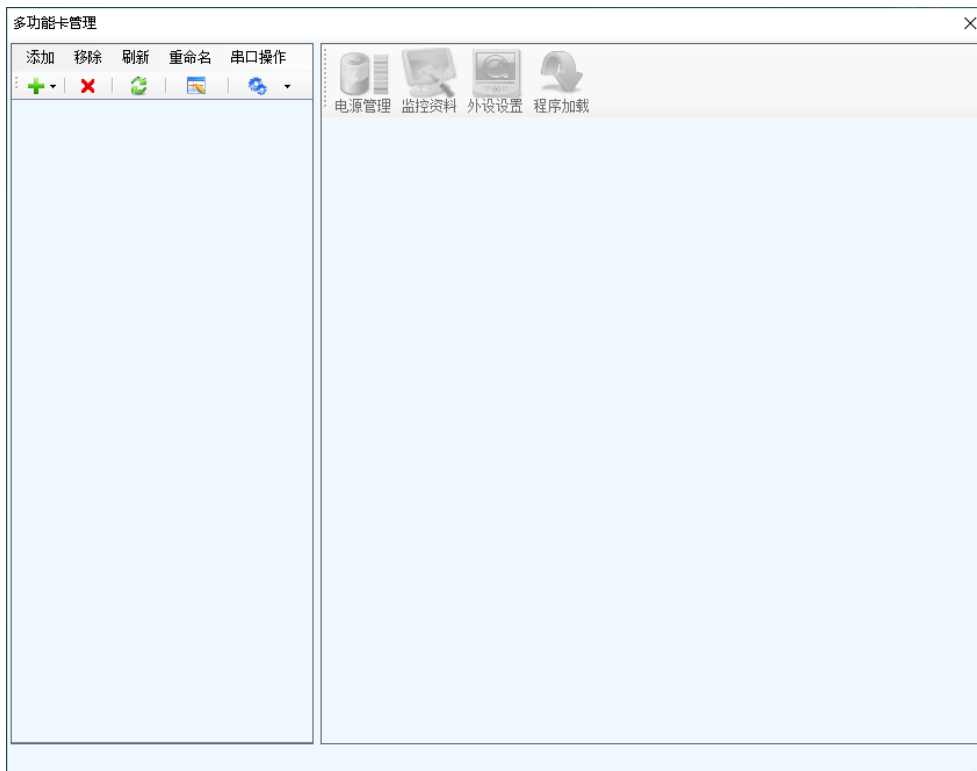 多功能卡管理
添加 移除 刷新 重命名 串口操作
电源管理 监控资料 外设设置 程序加载